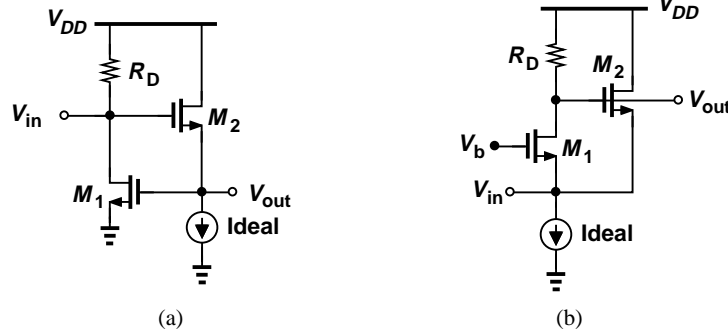 V_DD
R_D
V_in
M_2
M_1
V_out
Ideal
(a)
V_DD
R_D
M_2
V_out
V_b
M_1
V_in
Ideal
(b)